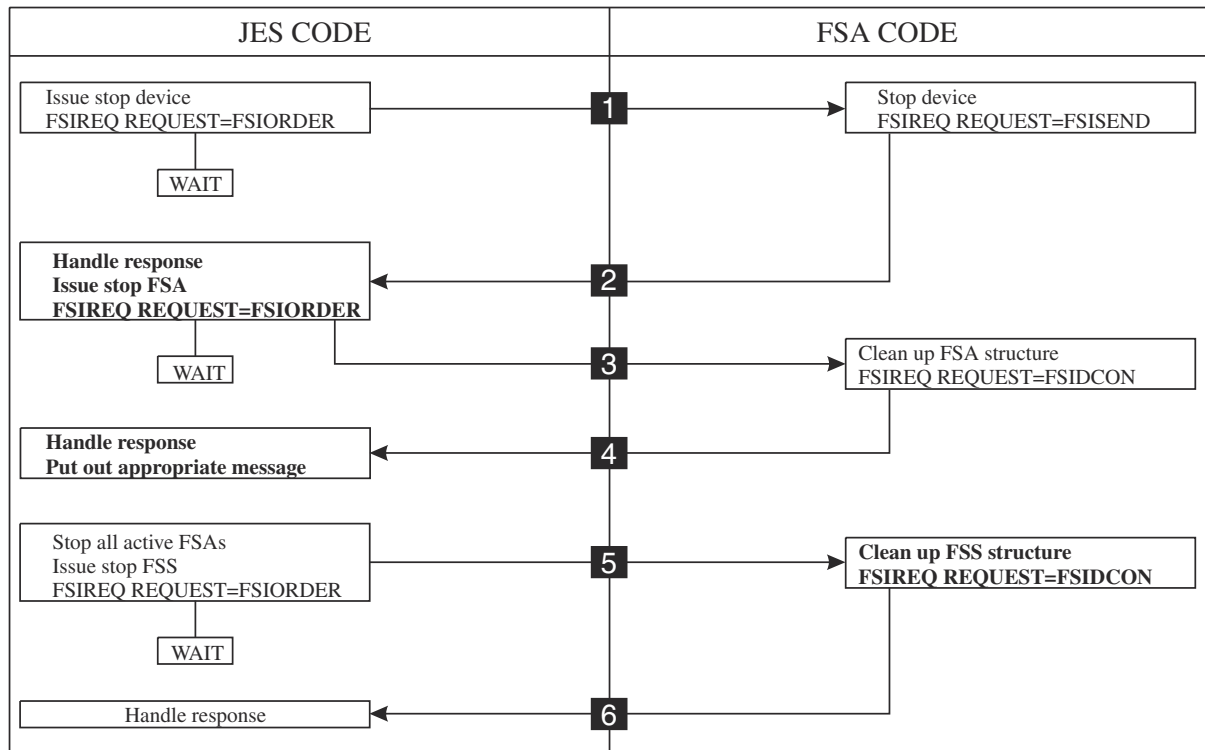 JES CODE
FSA CODE
Issue stop device
FSIREQ REQUEST=FSIORDER
1
Stop device
FSIREQ REQUEST=FSISEND
WAIT
Handle response
Issue stop FSA
FSIREQ REQUEST=FSIORDER
2
WAIT
3
Clean up FSA structure
FSIREQ REQUEST=FSIDCON
Handle response
Put out appropriate message
4
Stop all active FSAs
Issue stop FSS
FSIREQ REQUEST=FSIORDER
5
Clean up FSS structure
FSIREQ REQUEST=FSIDCON
WAIT
Handle response
6